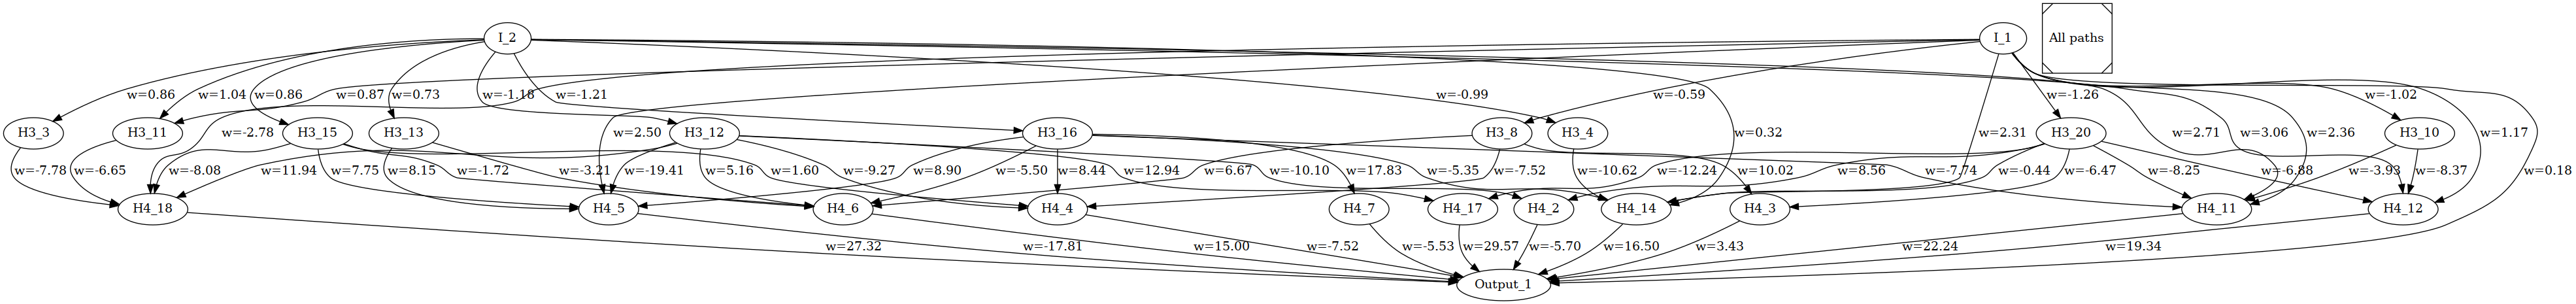 I_2
I_1
All paths
w=0.86
w=1.04
w=0.86
w=0.87
w=0.73
w=-1.18
w=-1.21
w=-0.99
w=-0.59
w=-1.26
w=-1.02
H3_3
H3_11
w=-2.78
H3_15
H3_13
w=2.50
H3_12
H3_16
H3_8
H3_4
w=0.32
w=2.31
H3_20
w=2.71
w=3.06
w=2.36
H3_10
w=1.17
w=-7.78
w=-6.65
w=-8.08
w=11.94
w=7.75
w=8.15
w=-1.72
w=-3.21
w=-19.41
w=5.16
w=1.60
w=-9.27
w=8.90
w=-5.50
w=8.44
w=12.94
w=6.67
w=-10.10
w=17.83
w=-5.35
w=-7.52
w=-10.62
w=-12.24
w=10.02
w=8.56
w=-7.74
w=-0.44
w=-6.47
w=-8.25
w=-6.88
w=-3.93
w=-8.37
w=0.18
H4_18
H4_5
H4_6
H4_4
H4_7
H4_17
H4_2
H4_14
H4_3
H4_11
H4_12
w=27.32
w=-17.81
w=15.00
w=-7.52
w=-5.53
w=29.57
w=-5.70
w=16.50
w=3.43
w=22.24
w=19.34
Output_1